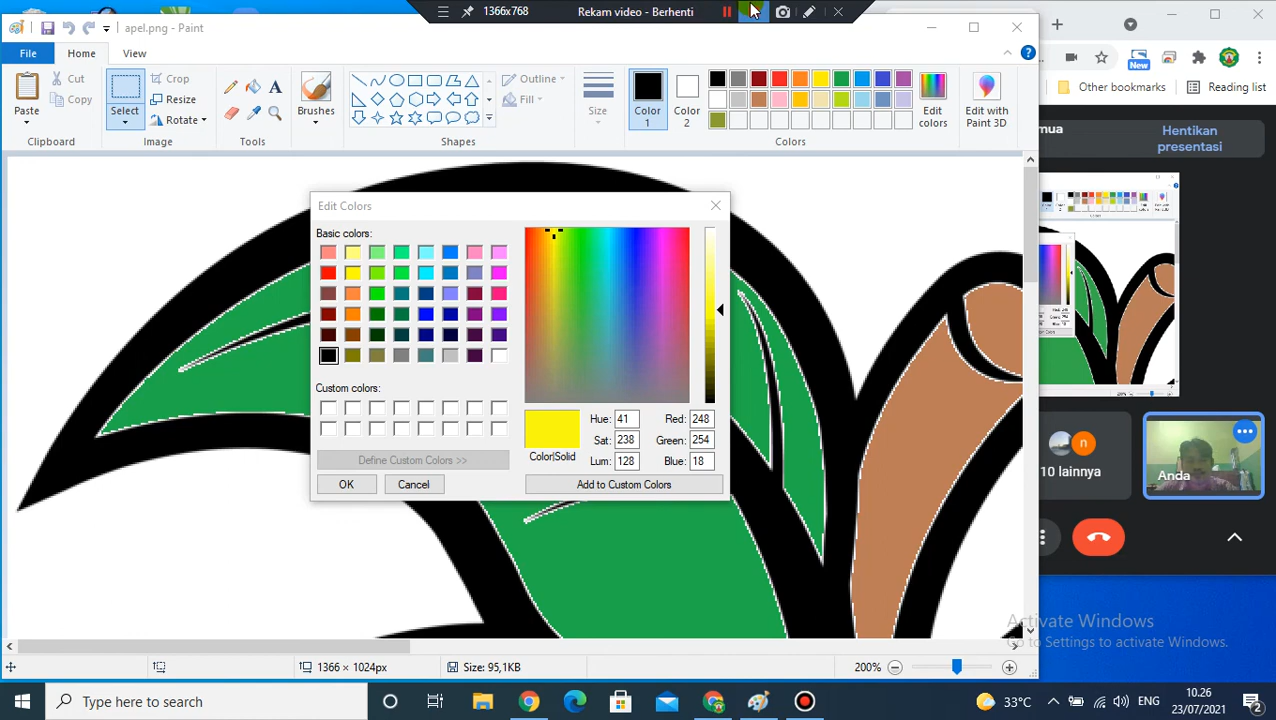 1366x768
Rekam video - Berhenti
apel.png - Paint
File
Home
View
Paste
Cut
Copy
Clipboard
Select
Crop
Resize
Rotate
Image
Tools
Brushes
Shapes
Outline
Fill
Size
Color 1
Color 2
Colors
Edit colors
Edit with Paint 3D
New
Other bookmarks
Reading list
Hentikan presentasi
Edit Colors
Basic colors:
Custom colors:
Define Custom Colors >>
OK
Cancel
Color|Solid
Hue: 41
Sat: 238
Lum: 128
Red: 248
Green: 254
Blue: 18
Add to Custom Colors
n
10 lainnya
Anda
Activate Windows
Go to Settings to activate Windows.
1366 × 1024px
Size: 95,1KB
200%
Type here to search
33°C
ENG
10.26
23/07/2021
2